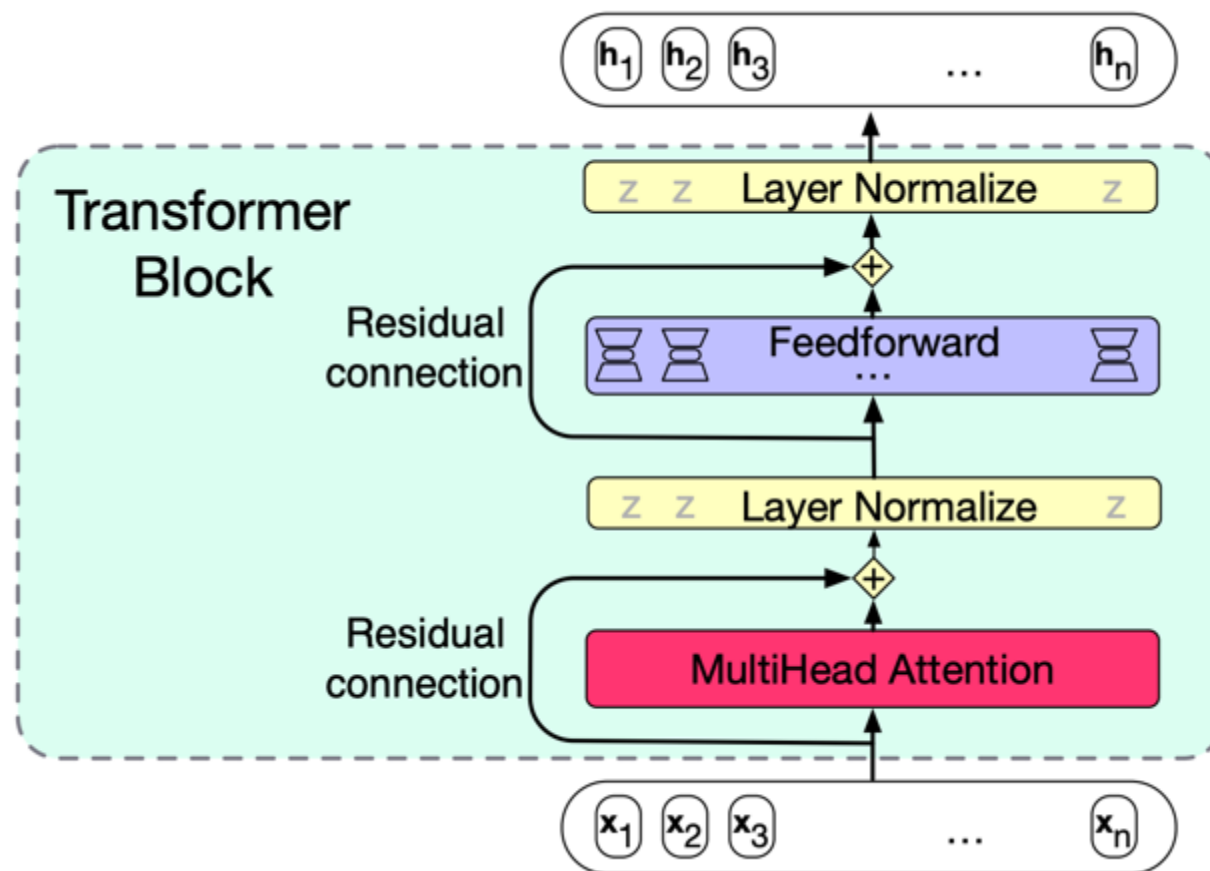 h1 h2 h3 ... hn
Transformer
Block
z z Layer Normalize z
+
Residual
connection
Feedforward
...
z z Layer Normalize z
+
Residual
connection
MultiHead Attention
x1 x2 x3 ... xn